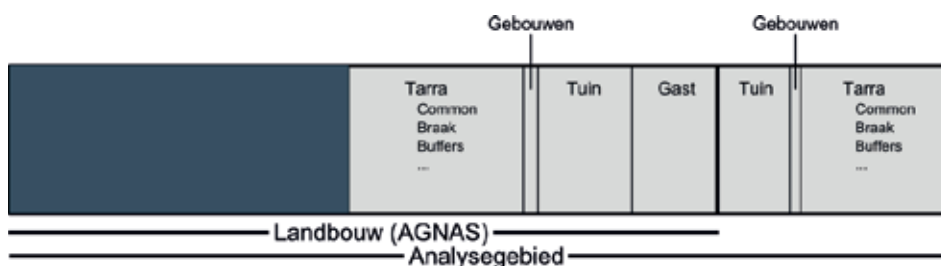 Gebouwen Gebouwen
Tarra Tuin Gast Tuin Tarra
Common Common
Braak Braak
Buffers Buffers
... ...
Landbouw (AGNAS)
Analysegebied